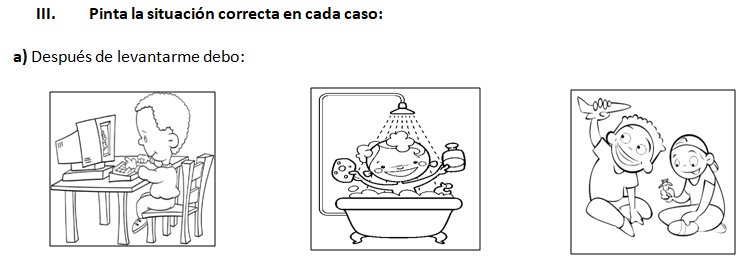 III. Pinta la situación correcta en cada caso:
a) Después de levantarme debo: